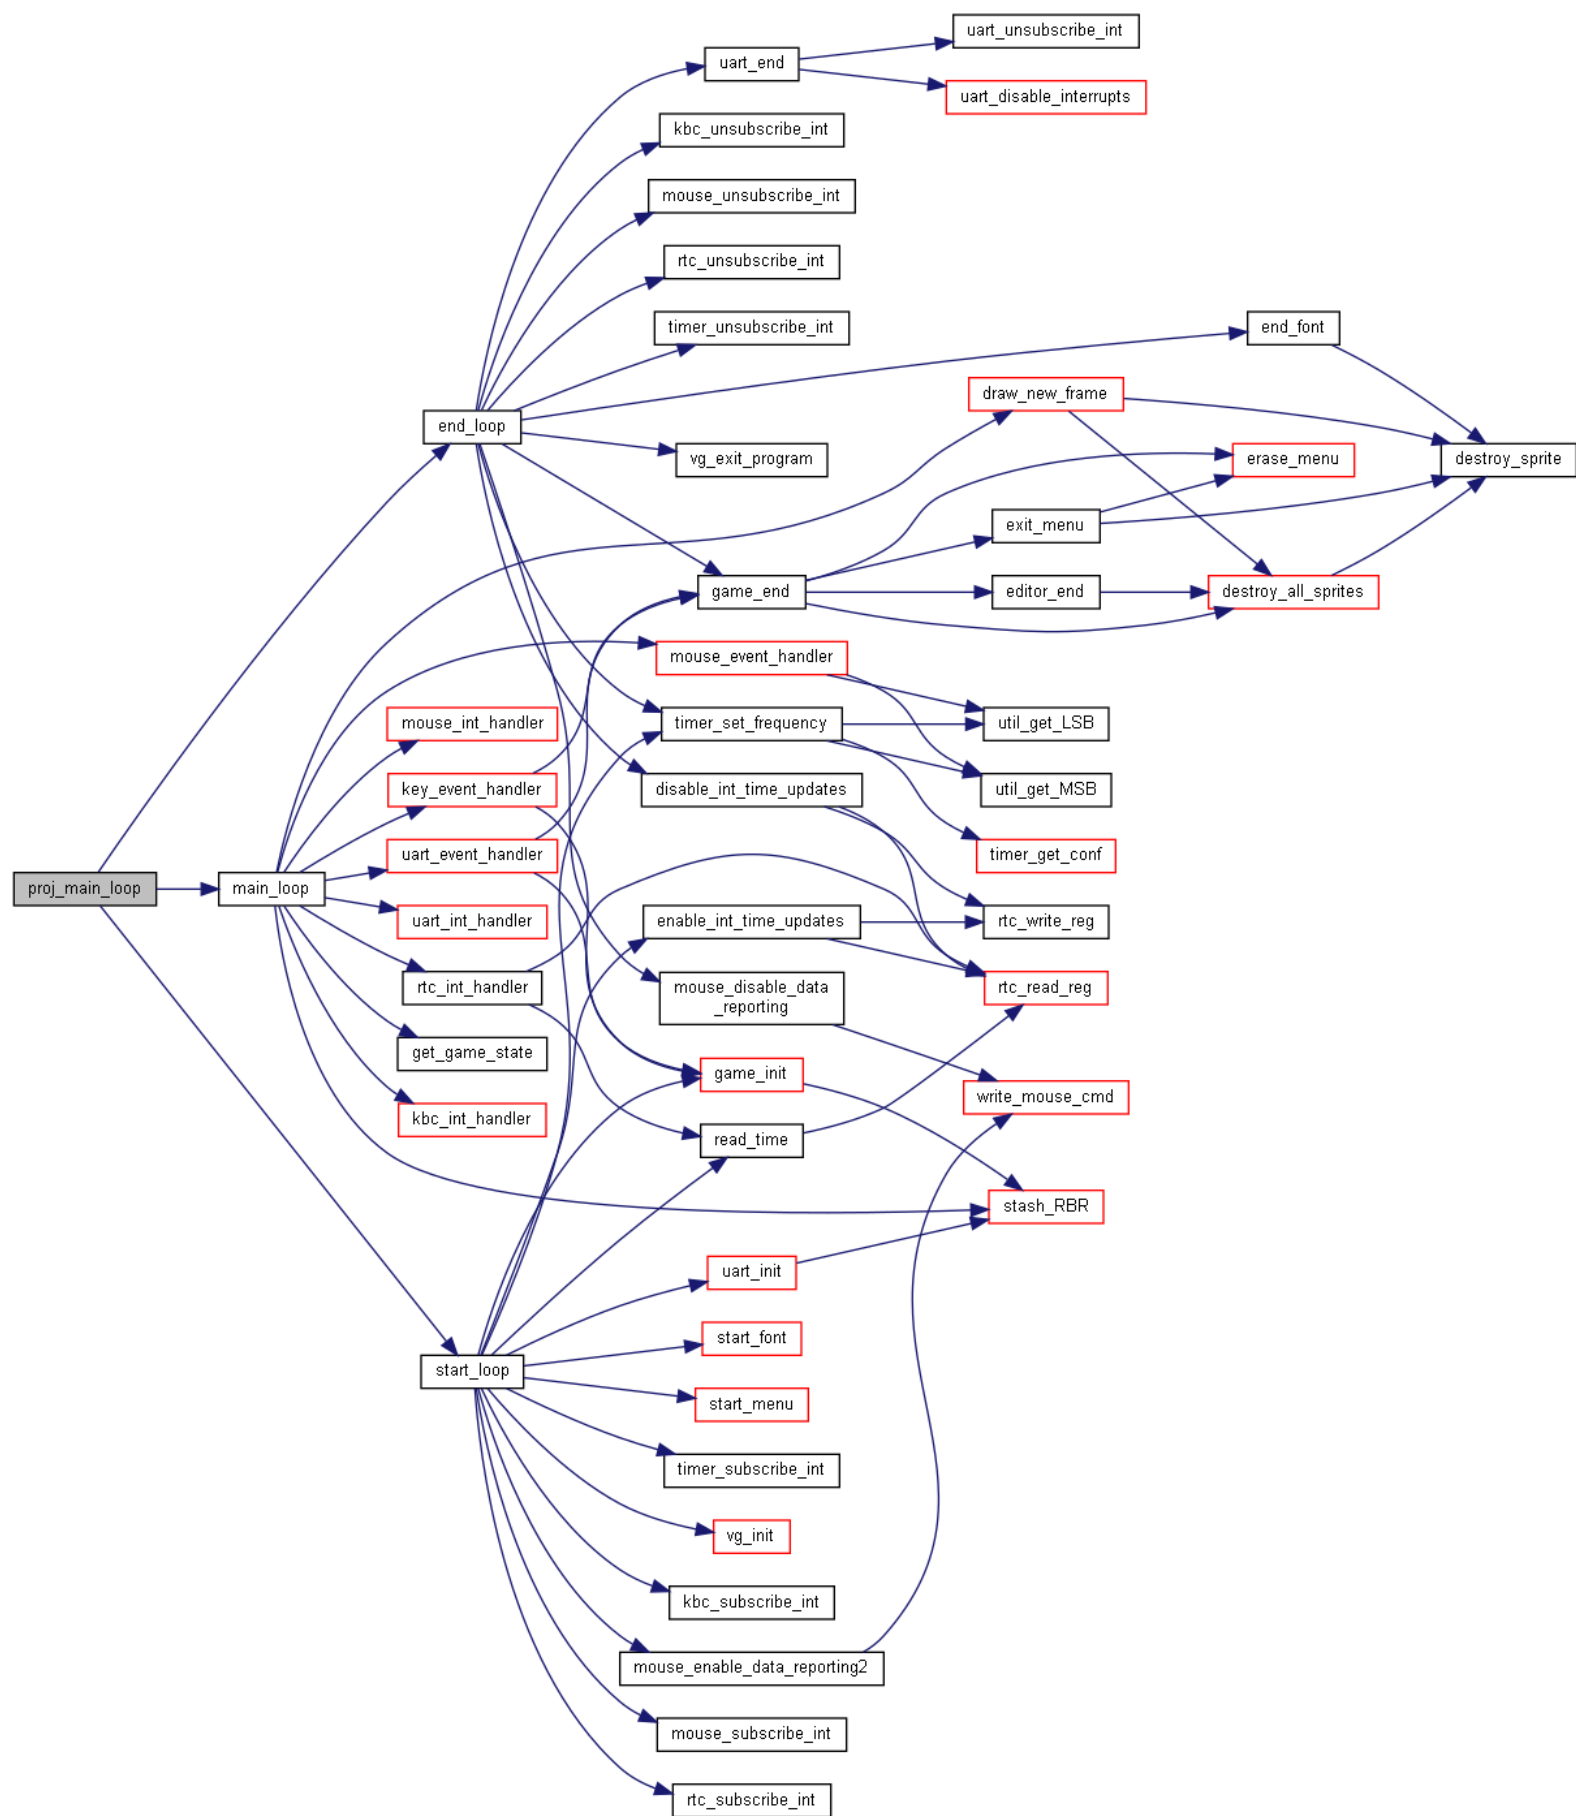 uart_unsubscribe_int
uart_end
uart_disable_interrupts
kbc_unsubscribe_int
mouse_unsubscribe_int
rtc_unsubscribe_int
timer_unsubscribe_int
end_font
draw_new_frame
end_loop
vg_exit_program
erase_menu
destroy_sprite
exit_menu
game_end
editor_end
destroy_all_sprites
mouse_event_handler
mouse_int_handler
timer_set_frequency
util_get_LSB
key_event_handler
disable_int_time_updates
util_get_MSB
uart_event_handler
timer_get_conf
proj_main_loop
main_loop
uart_int_handler
enable_int_time_updates
rtc_write_reg
rtc_int_handler
mouse_disable_data
_reporting
rtc_read_reg
get_game_state
game_init
write_mouse_cmd
kbc_int_handler
read_time
stash_RBR
uart_init
start_font
start_loop
start_menu
timer_subscribe_int
vg_init
kbc_subscribe_int
mouse_enable_data_reporting2
mouse_subscribe_int
rtc_subscribe_int